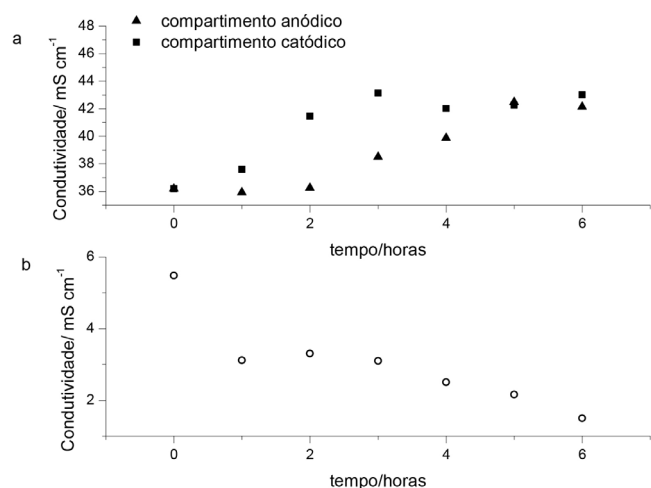 a
▲ compartimento anódico
■ compartimento catódico
Condutividade/ mS cm⁻¹
48
46
44
42
40
38
36
0 2 4 6
tempo/horas
b
Condutividade/ mS cm⁻¹
6
4
2
0 2 4 6
tempo/horas